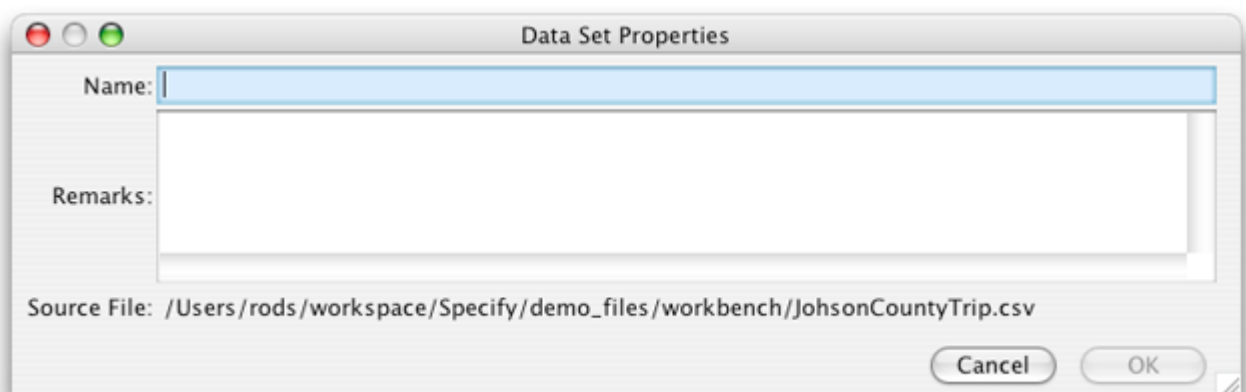 Data Set Properties
Name:
Remarks:
Source File: /Users/rods/workspace/Specify/demo_files/workbench/JohsonCountyTrip.csv
Cancel OK